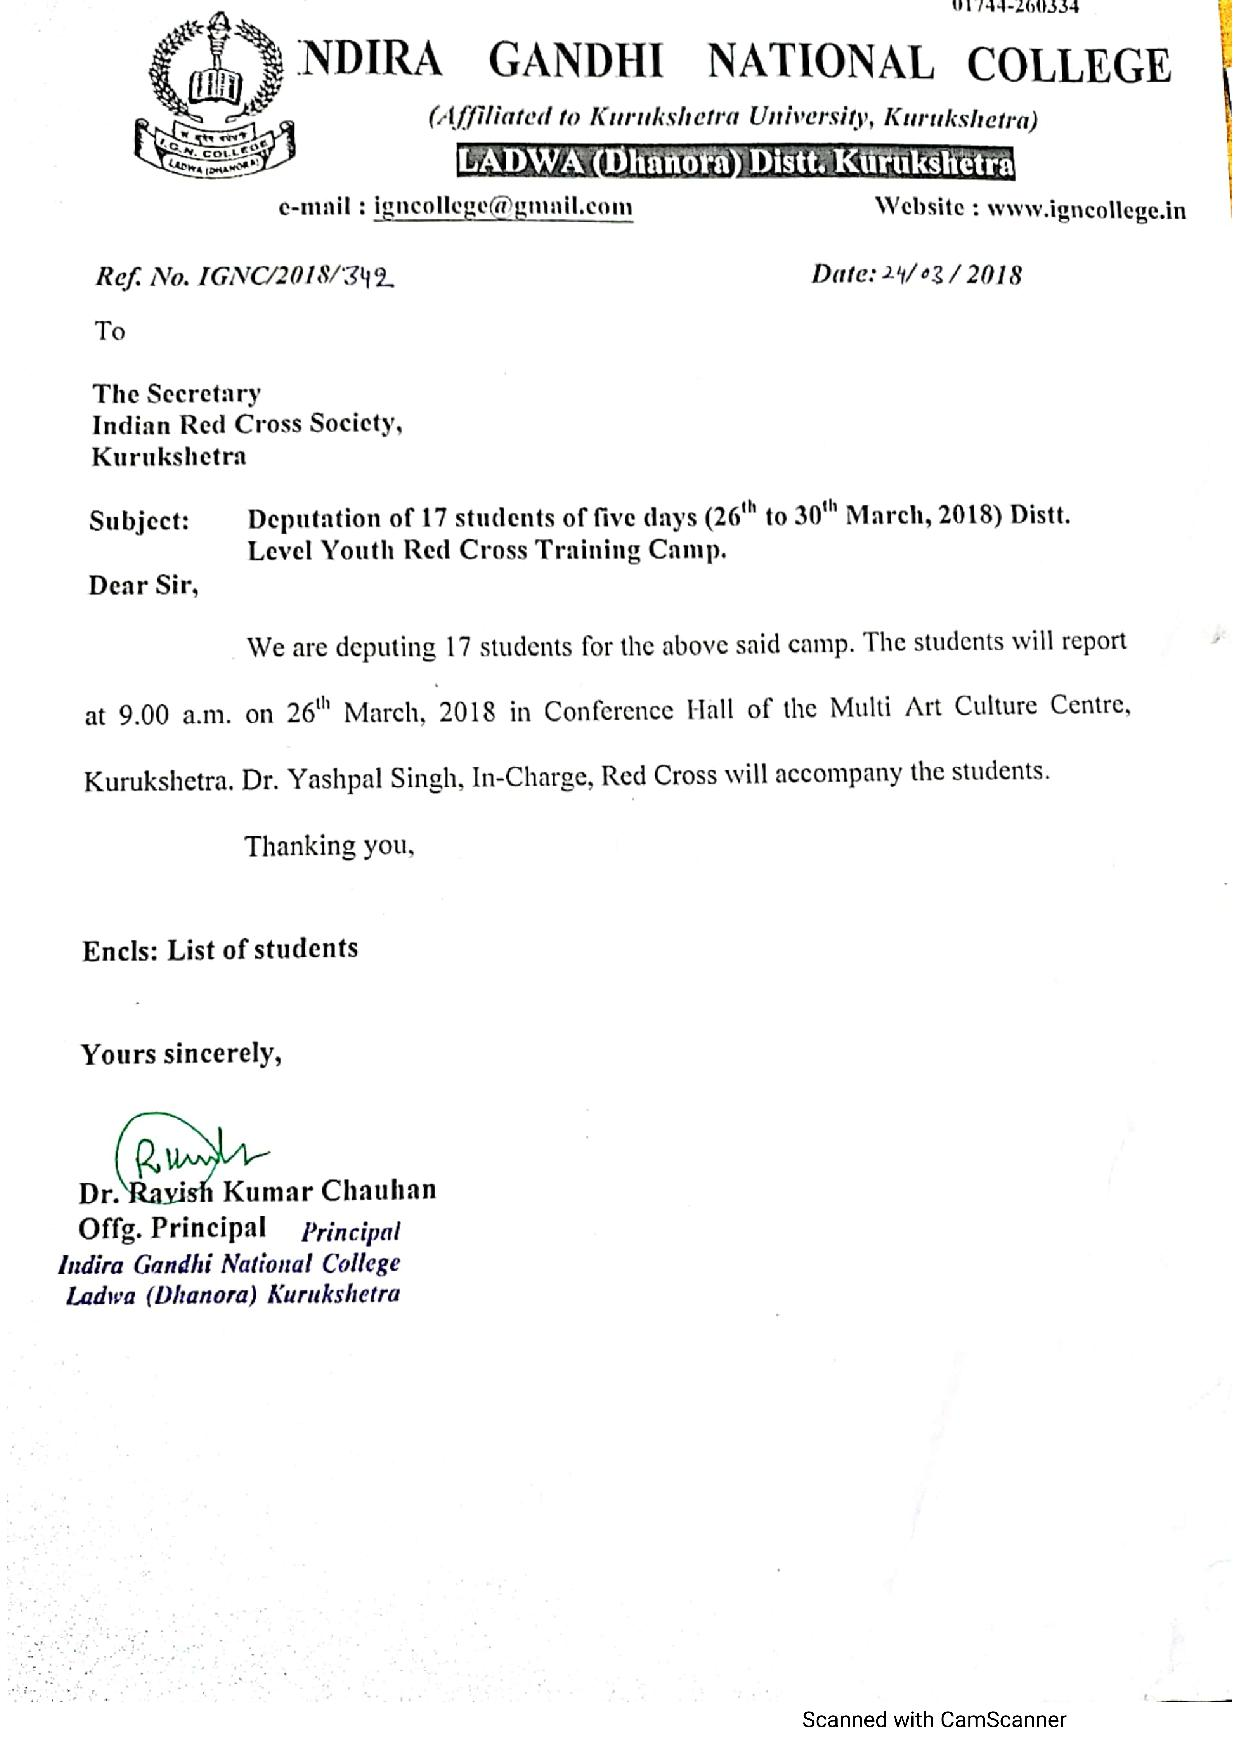 01744-260334
INDIRA GANDHI NATIONAL COLLEGE
(Affiliated to Kurukshetra University, Kurukshetra)
I.G.N. COLLEGE
LADWA (DHANORA)
LADWA (Dhanora) Distt. Kurukshetra
e-mail : igncollege@gmail.com Website : www.igncollege.in
Ref. No. IGNC/2018/342 Date: 24/03/2018
To
The Secretary
Indian Red Cross Society,
Kurukshetra
Subject: Deputation of 17 students of five days (26th to 30th March, 2018) Distt.
Level Youth Red Cross Training Camp.
Dear Sir,
We are deputing 17 students for the above said camp. The students will report
at 9.00 a.m. on 26th March, 2018 in Conference Hall of the Multi Art Culture Centre,
Kurukshetra. Dr. Yashpal Singh, In-Charge, Red Cross will accompany the students.
Thanking you,
Encls: List of students
Yours sincerely,
Dr. Ravish Kumar Chauhan
Offg. Principal Principal
Indira Gandhi National College
Ladwa (Dhanora) Kurukshetra
Scanned with CamScanner